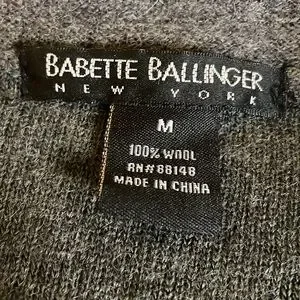 BABETTE BALLINGER
NEW YORK
M
100% WOOL
RN# 88148
MADE IN CHINA